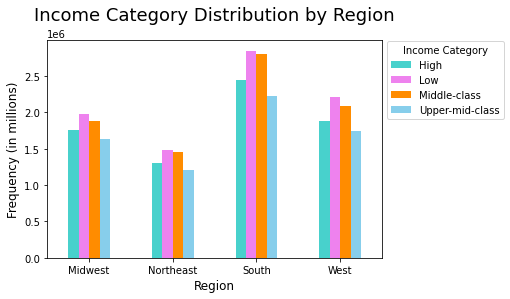 Income Category Distribution by Region
1e6
Income Category
High
Low
Middle-class
Upper-mid-class
Frequency (in millions)
2.5
2.0
1.5
1.0
0.5
0.0
Midwest Northeast South West
Region